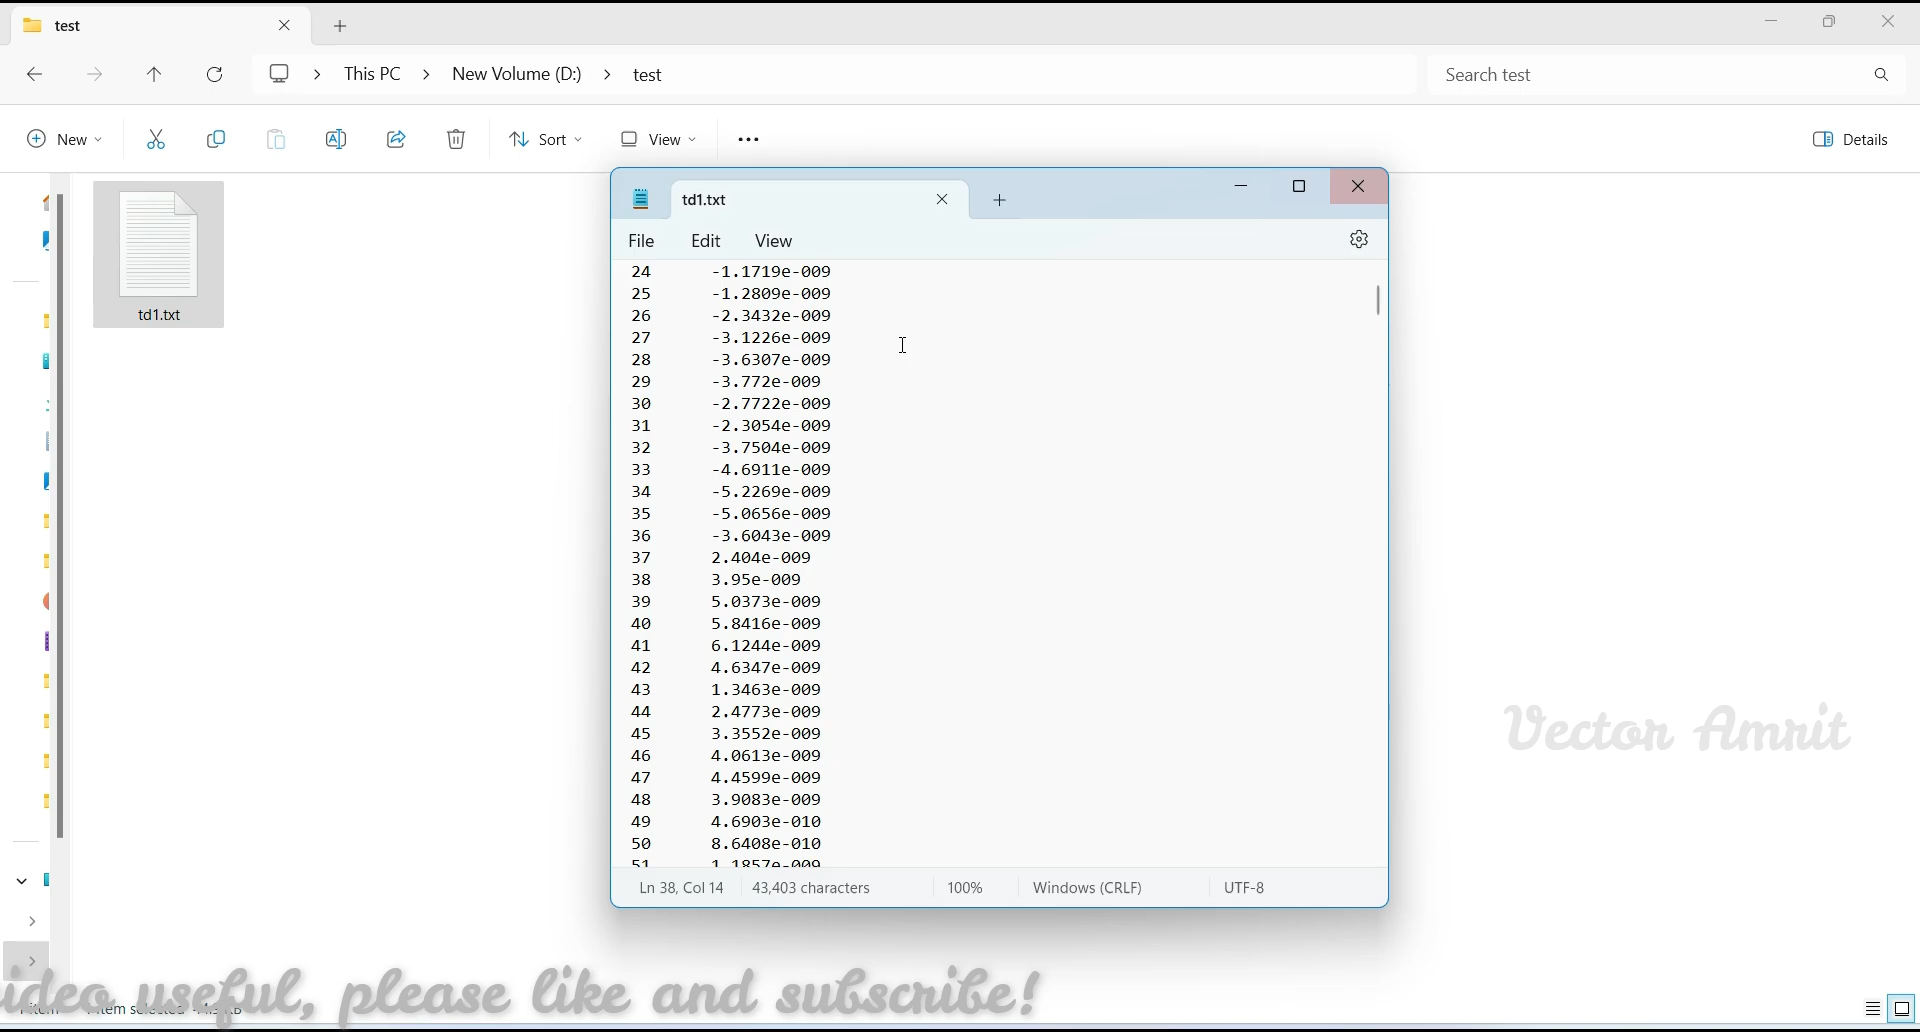 test
This PC > New Volume (D:) > test
Search test
New
Sort
View
Details
td1.txt
td1.txt
File Edit View
24 -1.1719e-009
25 -1.2809e-009
26 -2.3432e-009
27 -3.1226e-009
28 -3.6307e-009
29 -3.772e-009
30 -2.7722e-009
31 -2.3054e-009
32 -3.7504e-009
33 -4.6911e-009
34 -5.2269e-009
35 -5.0656e-009
36 -3.6043e-009
37 2.404e-009
38 3.95e-009
39 5.0373e-009
40 5.8416e-009
41 6.1244e-009
42 4.6347e-009
43 1.3463e-009
44 2.4773e-009
45 3.3552e-009
46 4.0613e-009
47 4.4599e-009
48 3.9083e-009
49 4.6903e-010
50 8.6408e-010
51 1.1857e-009
Ln 38, Col 14 43,403 characters 100% Windows (CRLF) UTF-8
Vector Amrit
ideo useful, please like and subscribe!